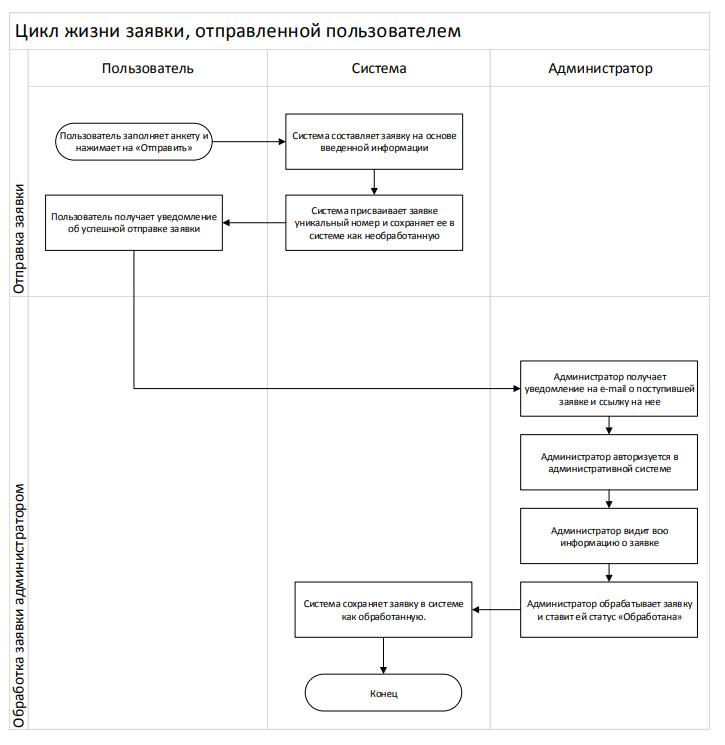 Цикл жизни заявки, отправленной пользователем
Пользователь
Система
Администратор
Отправка заявки
Пользователь заполняет анкету и
нажимает на «Отправить»
Система составляет заявку на основе
введенной информации
Система присваивает заявке
уникальный номер и сохраняет ее в
системе как необработанную
Пользователь получает уведомление
об успешной отправке заявки
Обработка заявки администратором
Администратор получает
уведомление на e-mail о поступившей
заявке и ссылку на нее
Администратор авторизуется в
административной системе
Администратор видит всю
информацию о заявке
Администратор обрабатывает заявку
и ставит ей статус «Обработана»
Система сохраняет заявку в системе
как обработанную.
Конец